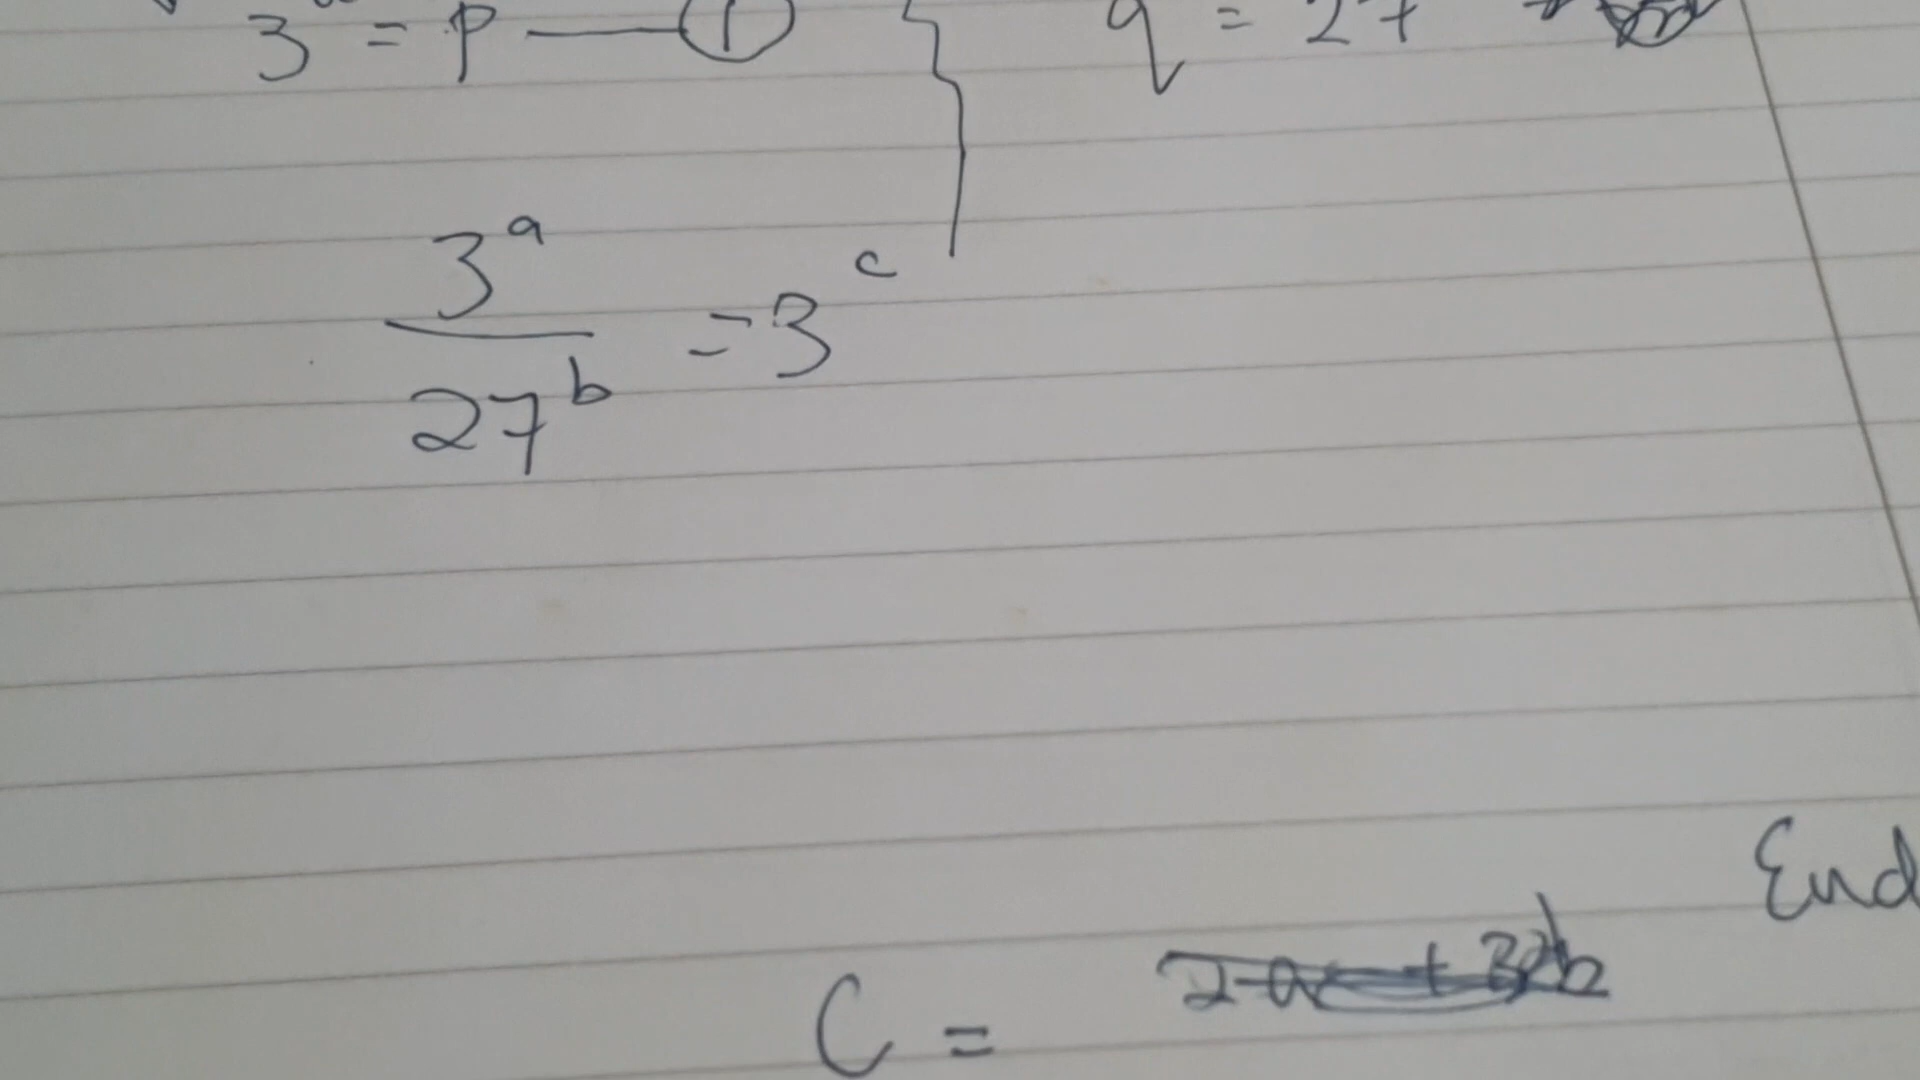 3 = p — ① q = 27
3^a / 27^b = 3^c
End
C =